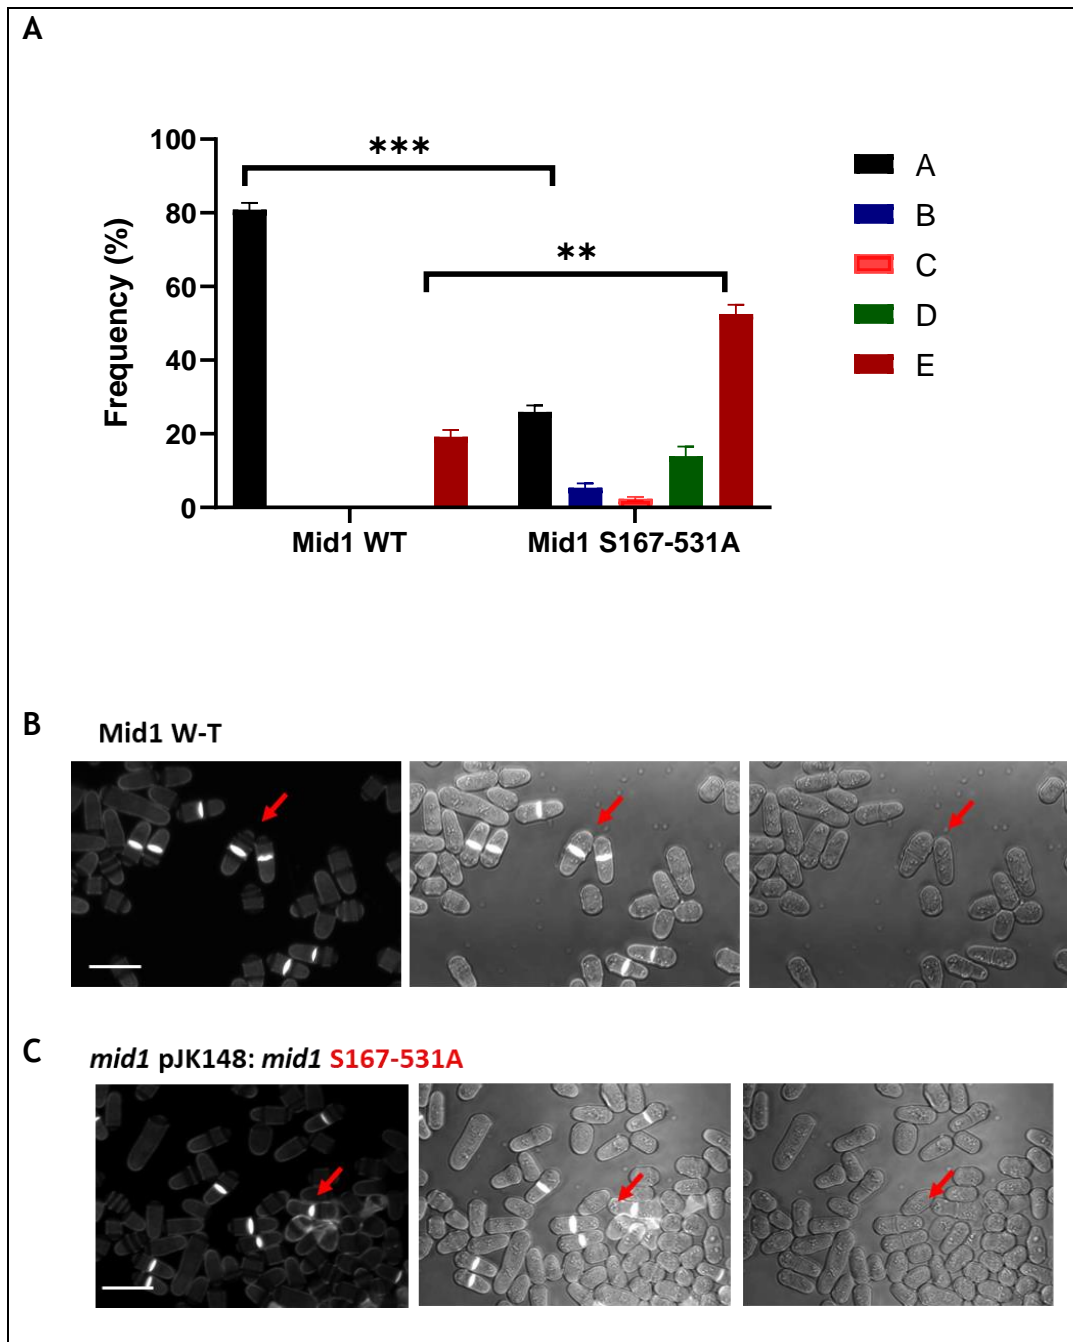 A
***
**
Frequency (%)
100
80
60
40
20
0
Mid1 WT
Mid1 S167-531A
A
B
C
D
E
B
Mid1 W-T
C
mid1 pJK148: mid1 S167-531A